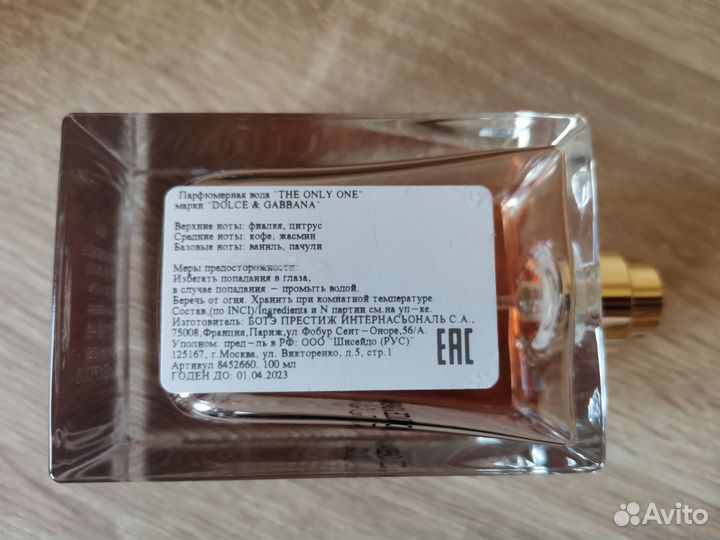 Парфюмерная вода "THE ONLY ONE"
марки "DOLCE & GABBANA"
Верхние ноты: фиалка, цитрус
Средние ноты: кофе, жасмин
Базовые ноты: ваниль, пачули
Меры предосторожности
Избегать попадания в глаза,
в случае попадания – промыть водой.
Беречь от огня. Хранить при комнатной температуре.
Состав (по INCI)/Ingredients и N партии см.на уп-ке.
Изготовитель: БОТЭ ПРЕСТИЖ ИНТЕРНАСЬОНАЛЬ С.А.,
75008,Франция,Париж,ул Фобур Сент-Оноре,56/А.
Уполном. пред-ль в РФ: ООО "Шисейдо (РУС)"
125167, г.Москва, ул. Викторенко, д.5, стр.1
Артикул 8452660. 100 мл
ГОДЕН ДО: 01.04.2023
EAC
Avito